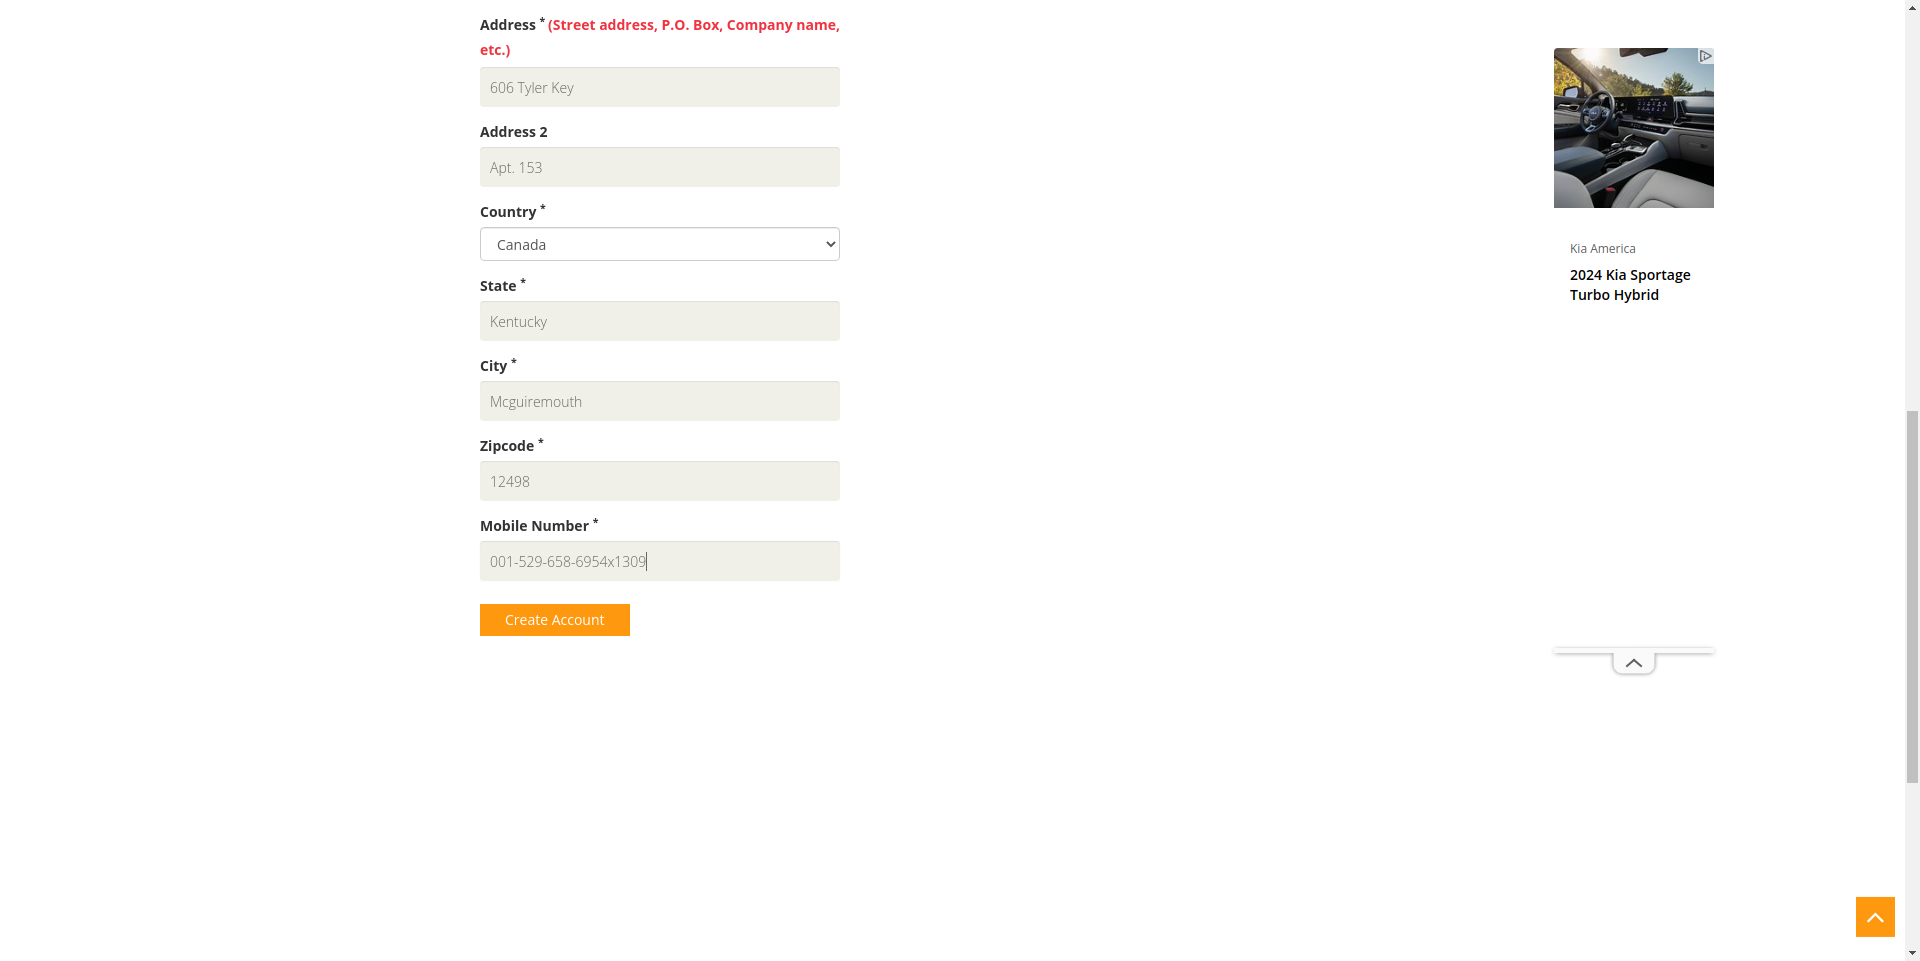 Address * (Street address, P.O. Box, Company name,
etc.)
606 Tyler Key
Address 2
Apt. 153
Country *
Canada
State *
Kentucky
City *
Mcguiremouth
Zipcode *
12498
Mobile Number *
001-529-658-6954x1309
Create Account
Kia America
2024 Kia Sportage
Turbo Hybrid